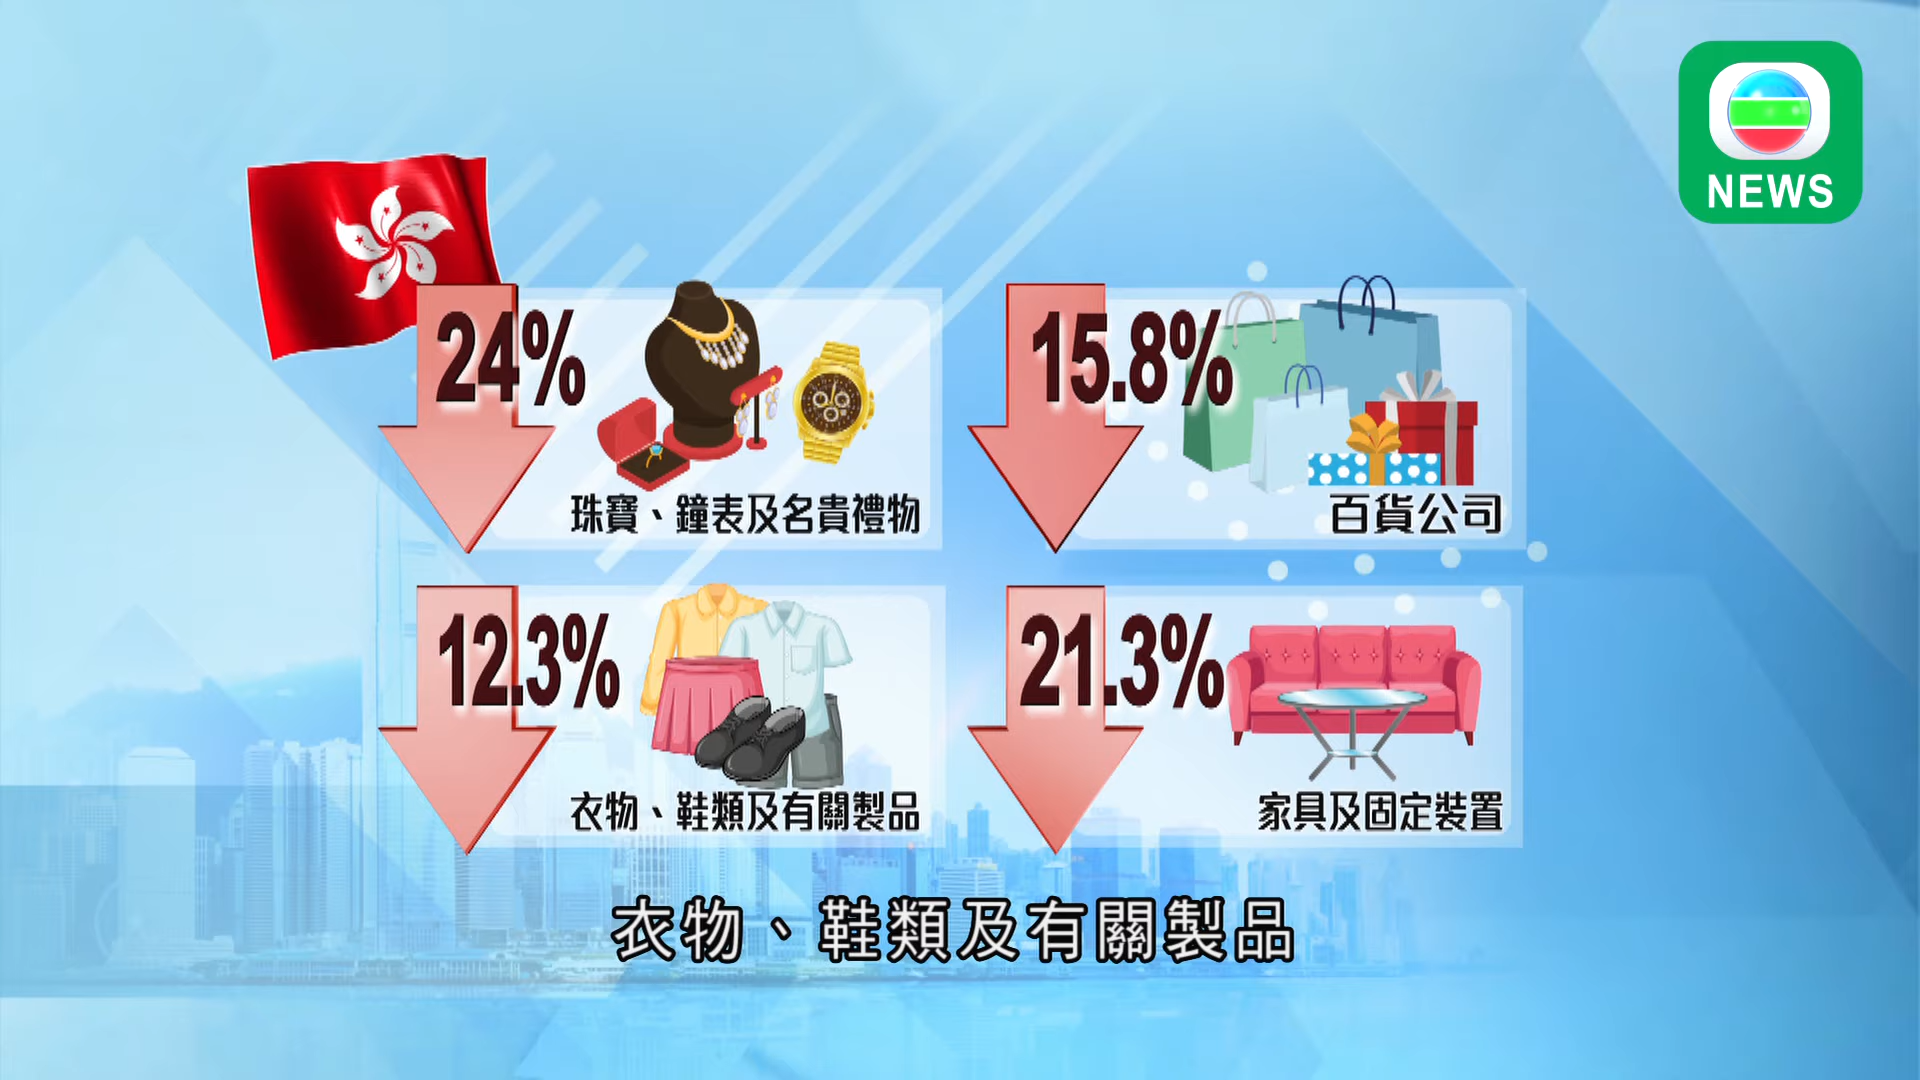 NEWS
24%
珠寶、鐘表及名貴禮物
15.8%
百貨公司
12.3%
衣物、鞋類及有關製品
21.3%
家具及固定裝置
衣物、鞋類及有關製品